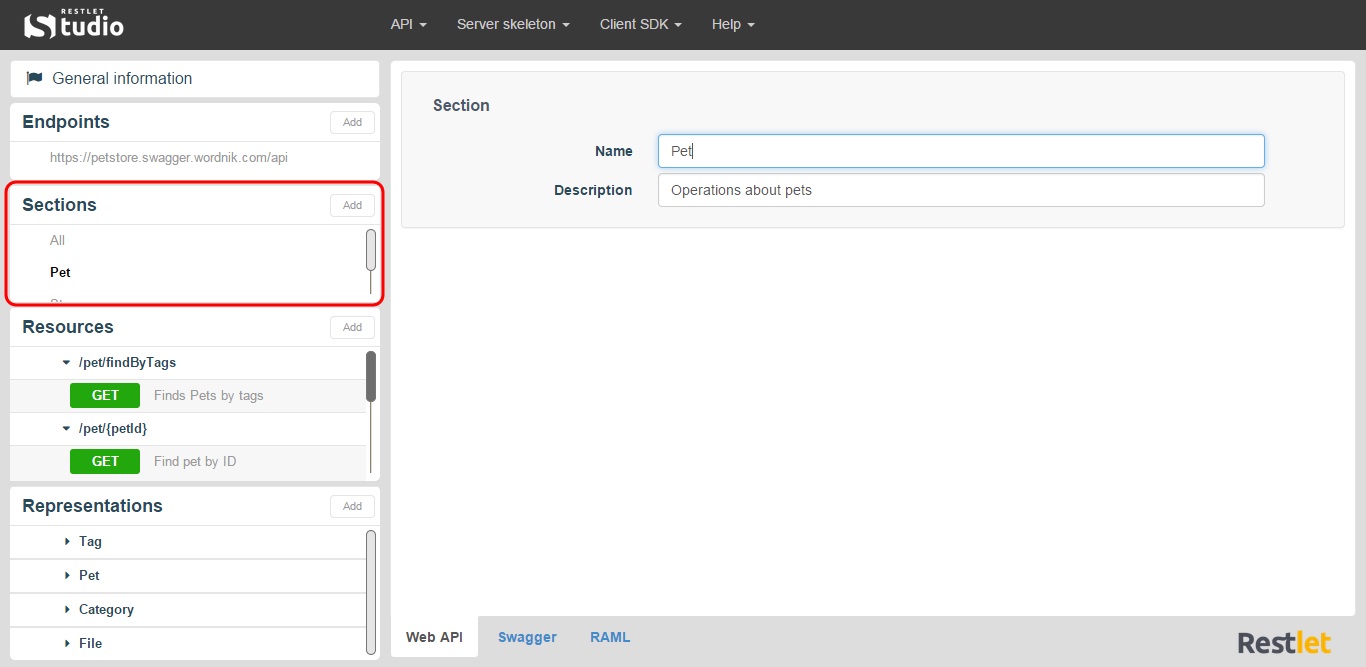 RESTLET
Studio
API
Server skeleton
Client SDK
Help
General information
Endpoints
Add
https://petstore.swagger.wordnik.com/api
Sections
Add
All
Pet
Resources
Add
/pet/findByTags
GET Finds Pets by tags
/pet/{petId}
GET Find pet by ID
Representations
Add
Tag
Pet
Category
File
Section
Name Pet
Description Operations about pets
Web API
Swagger
RAML
Restlet